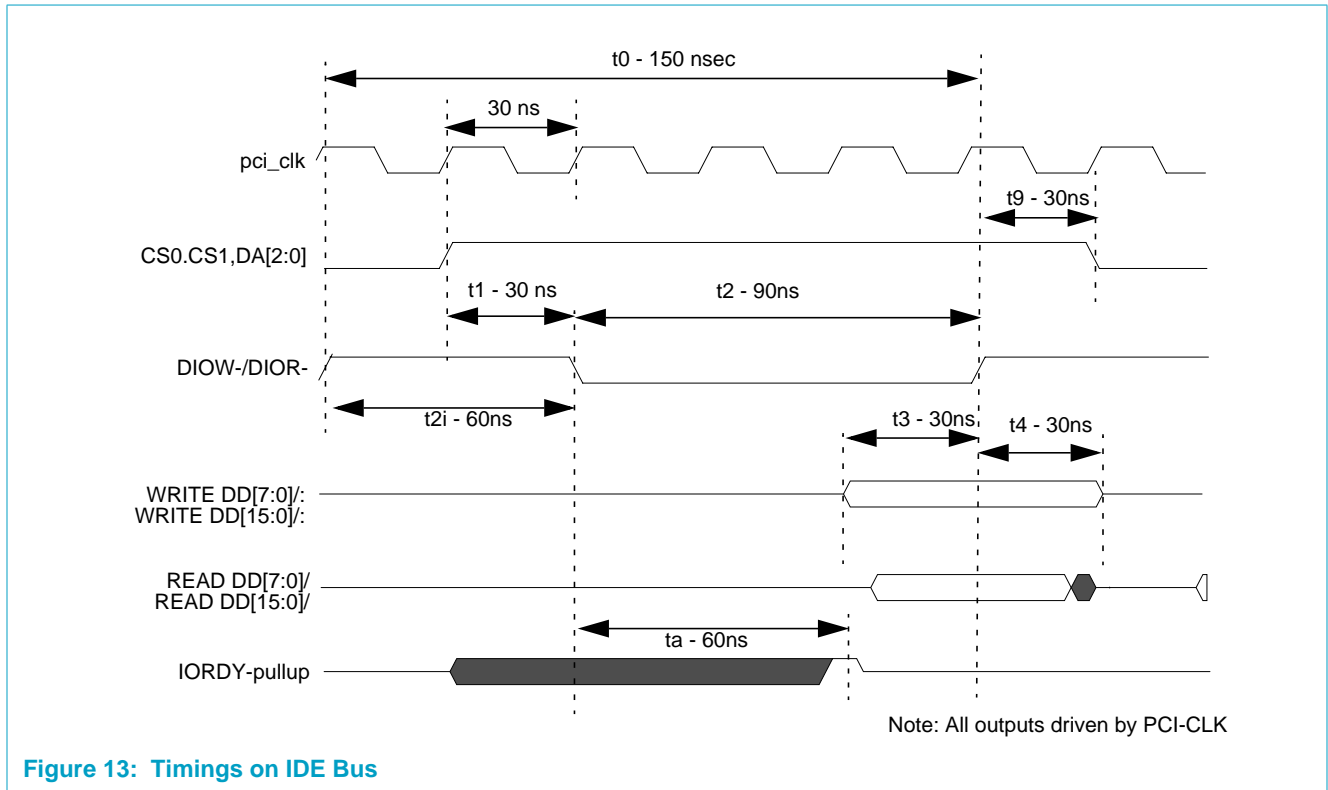 t0 - 150 nsec
30 ns
pci_clk
t9 - 30ns
CS0.CS1,DA[2:0]
t1 - 30 ns
t2 - 90ns
DIOW-/DIOR-
t2i - 60ns
t3 - 30ns
t4 - 30ns
WRITE DD[7:0]/:
WRITE DD[15:0]/:
READ DD[7:0]/
READ DD[15:0]/
ta - 60ns
IORDY-pullup
Note: All outputs driven by PCI-CLK
Figure 13: Timings on IDE Bus